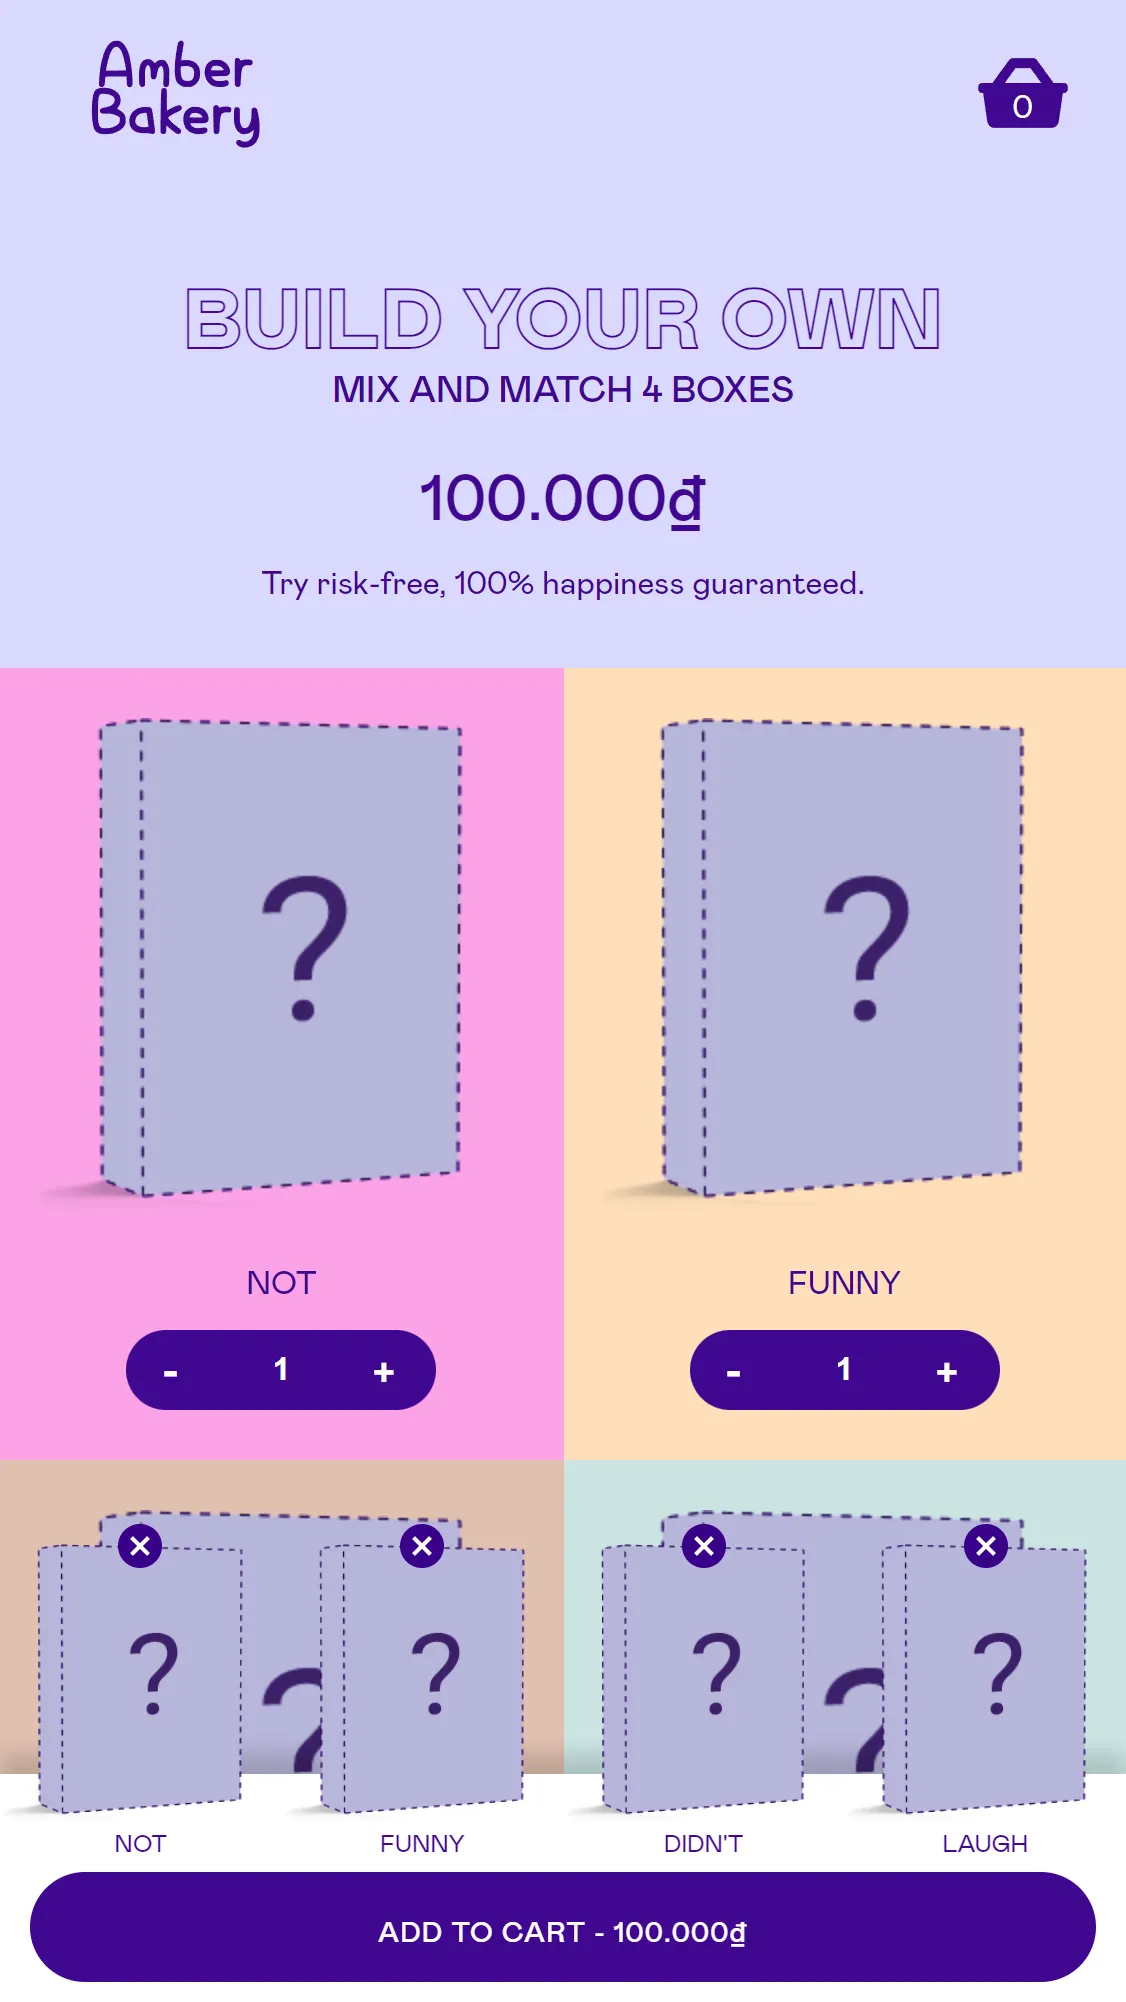 Amber
Bakery
0
BUILD YOUR OWN
MIX AND MATCH 4 BOXES
100.000₫
Try risk-free, 100% happiness guaranteed.
?
?
NOT
FUNNY
- 1 +
- 1 +
? ? ? ? ? ?
NOT
FUNNY
DIDN'T
LAUGH
ADD TO CART - 100.000₫